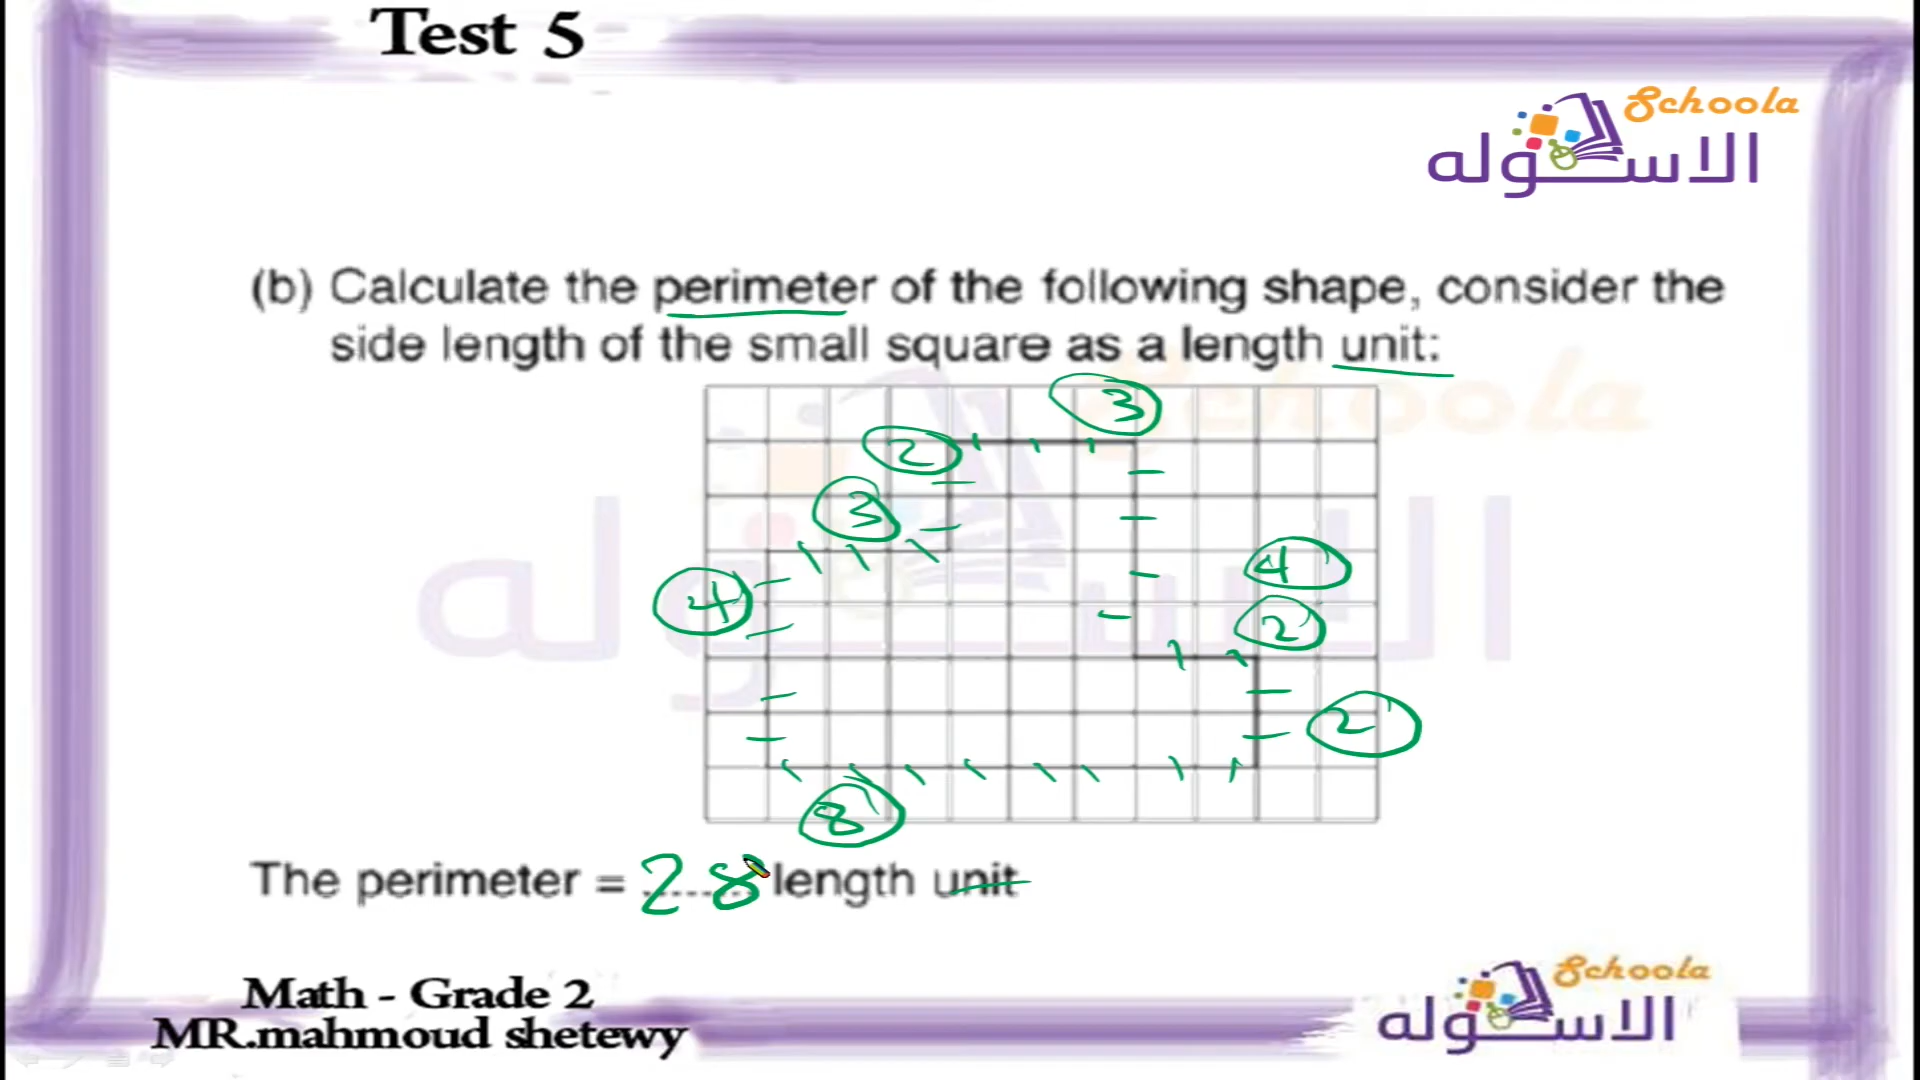 Test 5
Schoola
الاسـوله
(b) Calculate the perimeter of the following shape, consider the
side length of the small square as a length unit:
3
2
3
4
4
2
2
8
The perimeter = 28 length unit
Math - Grade 2
MR.mahmoud shetewy
Schoola
الاسـوله